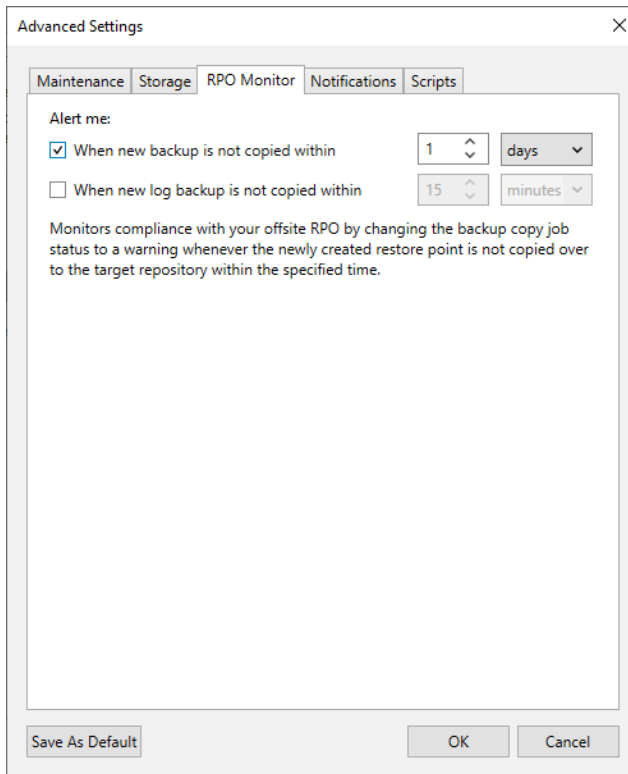 Advanced Settings
Maintenance Storage RPO Monitor Notifications Scripts
Alert me:
When new backup is not copied within 1 days
When new log backup is not copied within 15 minutes
Monitors compliance with your offsite RPO by changing the backup copy job
status to a warning whenever the newly created restore point is not copied over
to the target repository within the specified time.
Save As Default OK Cancel